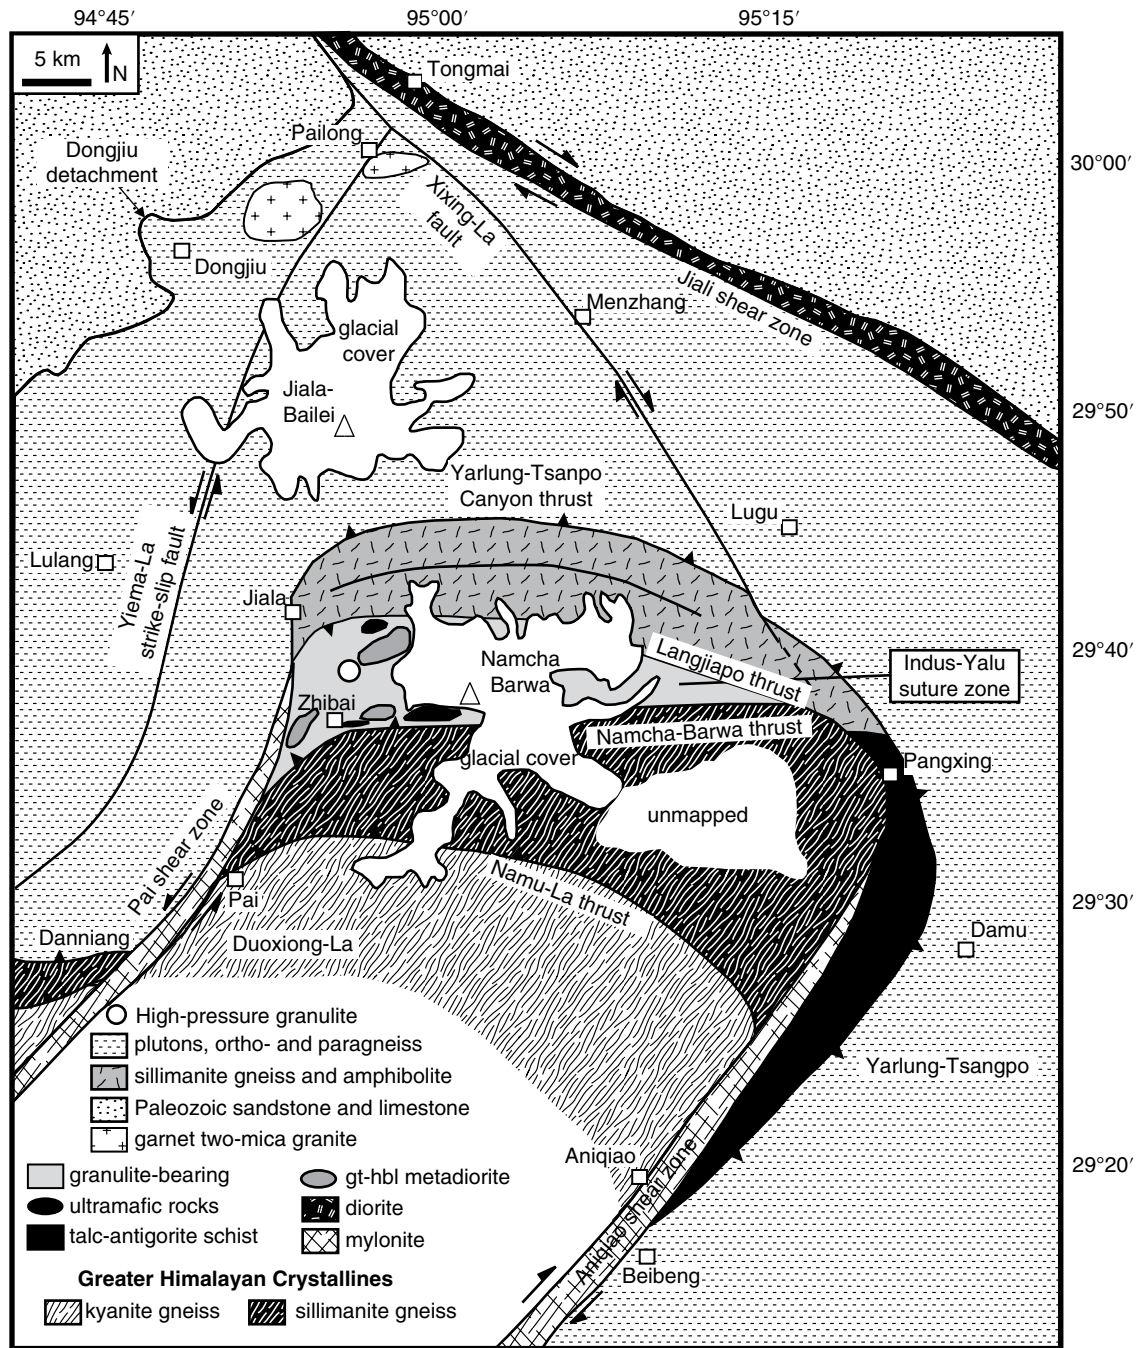 94°45′
95°00′
95°15′
5 km
N
Tongmai
Pailong
Dongjiu
detachment
30°00′
Xixing-La
fault
Dongjiu
Jiali shear zone
Menzhang
glacial
cover
Jiala-
Bailei
29°50′
Yarlung-Tsanpo
Canyon thrust
Lugu
Lulang
Yiema-La
strike-slip fault
Jiala
29°40′
Namcha
Barwa
Langjiapo thrust
Indus-Yalu
suture zone
Zhibai
Namcha-Barwa thrust
glacial cover
Pangxing
unmapped
Pai shear zone
Namu-La thrust
Pai
29°30′
Danniang
Duoxiong-La
Damu
High-pressure granulite
plutons, ortho- and paragneiss
Yarlung-Tsangpo
sillimanite gneiss and amphibolite
Paleozoic sandstone and limestone
garnet two-mica granite
Aniqiao
29°20′
granulite-bearing
gt-hbl metadiorite
ultramafic rocks
diorite
talc-antigorite schist
mylonite
Aniqiao shear zone
Beibeng
Greater Himalayan Crystallines
kyanite gneiss
sillimanite gneiss